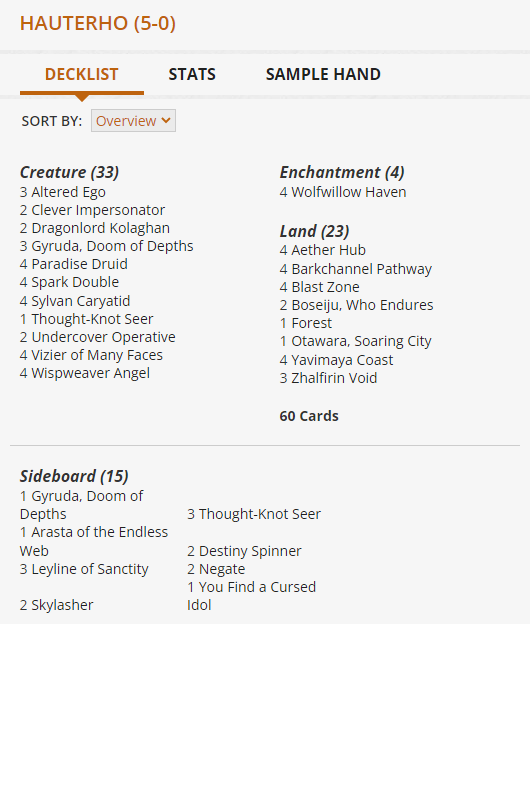 HAUTERHO (5-0)
DECKLIST STATS SAMPLE HAND
SORT BY: Overview
Creature (33)
3 Altered Ego
2 Clever Impersonator
2 Dragonlord Kolaghan
3 Gyruda, Doom of Depths
4 Paradise Druid
4 Spark Double
4 Sylvan Caryatid
1 Thought-Knot Seer
2 Undercover Operative
4 Vizier of Many Faces
4 Wispweaver Angel
Enchantment (4)
4 Wolfwillow Haven
Land (23)
4 Aether Hub
4 Barkchannel Pathway
4 Blast Zone
2 Boseiju, Who Endures
1 Forest
1 Otawara, Soaring City
4 Yavimaya Coast
3 Zhalfirin Void
60 Cards
Sideboard (15)
1 Gyruda, Doom of
Depths
1 Arasta of the Endless
Web
3 Leyline of Sanctity
2 Skylasher
3 Thought-Knot Seer
2 Destiny Spinner
2 Negate
1 You Find a Cursed
Idol